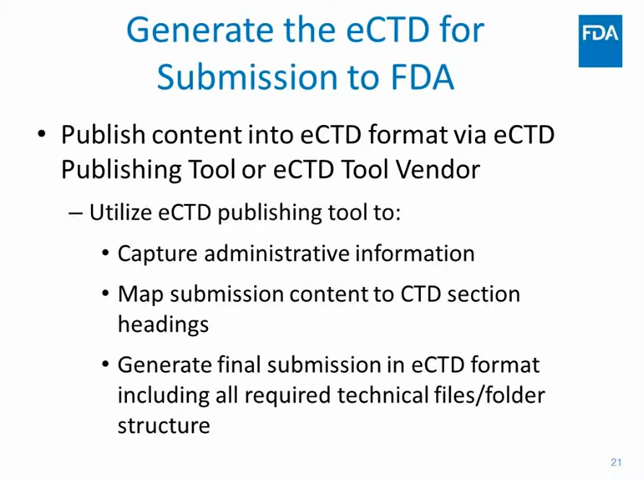 Generate the eCTD for
Submission to FDA
FDA
• Publish content into eCTD format via eCTD
Publishing Tool or eCTD Tool Vendor
– Utilize eCTD publishing tool to:
• Capture administrative information
• Map submission content to CTD section
headings
• Generate final submission in eCTD format
including all required technical files/folder
structure
21